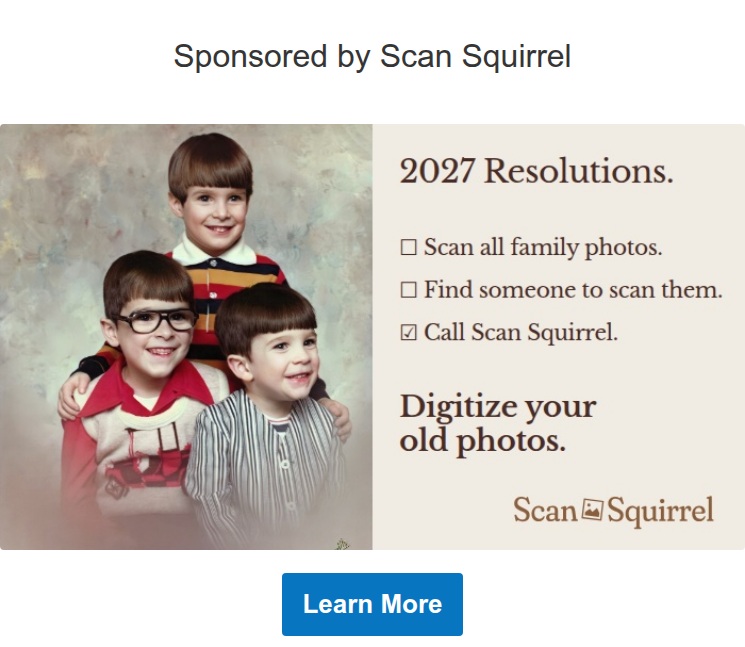 Sponsored by Scan Squirrel
2027 Resolutions.
☐ Scan all family photos.
☐ Find someone to scan them.
☑ Call Scan Squirrel.
Digitize your
old photos.
Scan Squirrel
Learn More